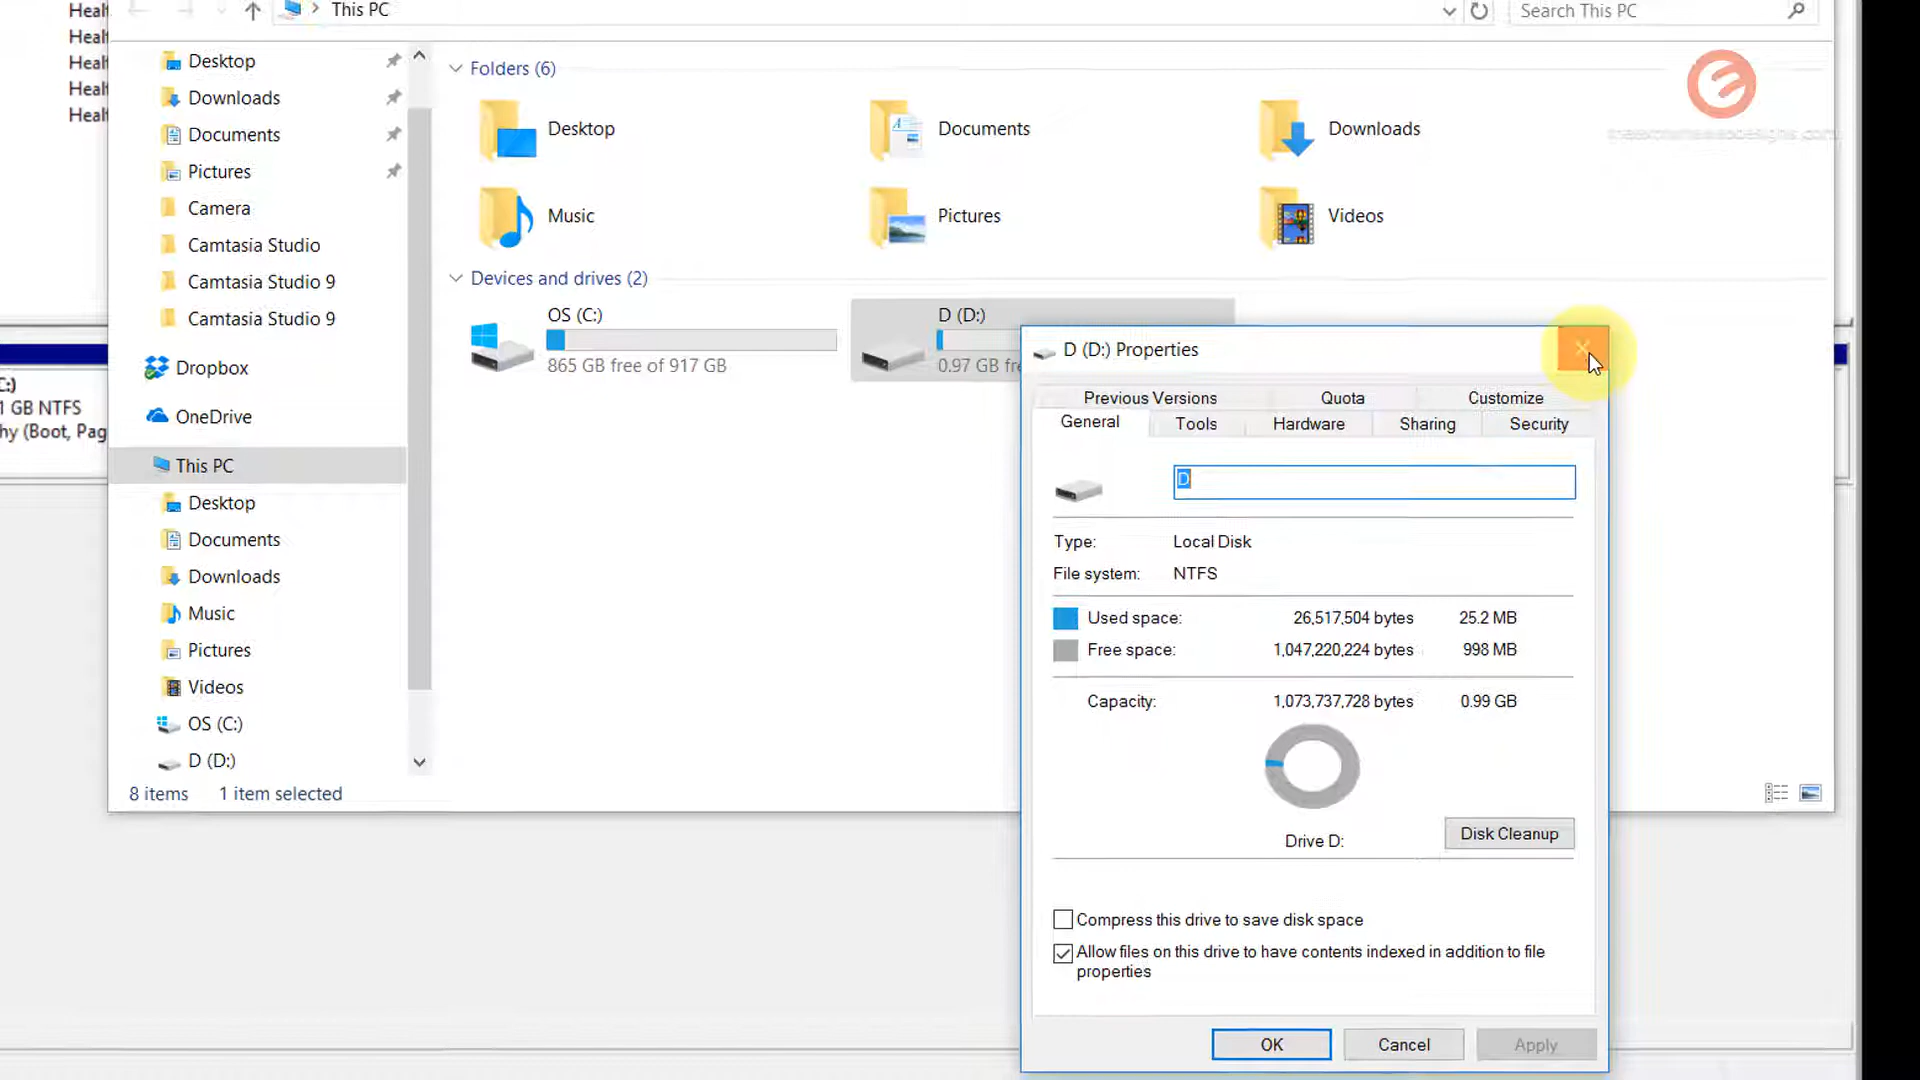 Healt
Healt
Healt
Healt
Healt
This PC
Search This PC
Desktop
Downloads
Documents
Pictures
Camera
Camtasia Studio
Camtasia Studio 9
Camtasia Studio 9
Dropbox
OneDrive
This PC
Desktop
Documents
Downloads
Music
Pictures
Videos
OS (C:)
D (D:)
8 items 1 item selected
Folders (6)
Desktop
Documents
Downloads
Music
Pictures
Videos
Devices and drives (2)
OS (C:)
865 GB free of 917 GB
D (D:)
0.97 GB fre
:)
1 GB NTFS
hy (Boot, Pag
D (D:) Properties
Previous Versions Quota Customize
General Tools Hardware Sharing Security
D
Type: Local Disk
File system: NTFS
Used space: 26,517,504 bytes 25.2 MB
Free space: 1,047,220,224 bytes 998 MB
Capacity: 1,073,737,728 bytes 0.99 GB
Drive D:
Disk Cleanup
Compress this drive to save disk space
Allow files on this drive to have contents indexed in addition to file
properties
OK Cancel Apply